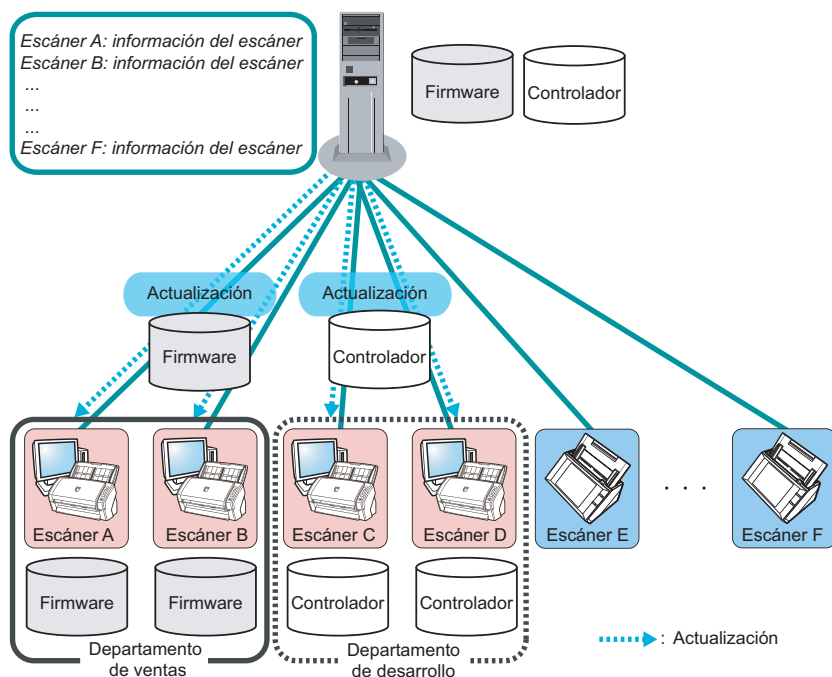 Escáner A: información del escáner
Escáner B: información del escáner
...
...
...
Escáner F: información del escáner
Firmware
Controlador
Actualización
Actualización
Firmware
Controlador
Escáner A
Escáner B
Escáner C
Escáner D
Escáner E
. . .
Escáner F
Firmware
Firmware
Controlador
Controlador
Departamento
de ventas
Departamento
de desarrollo
: Actualización